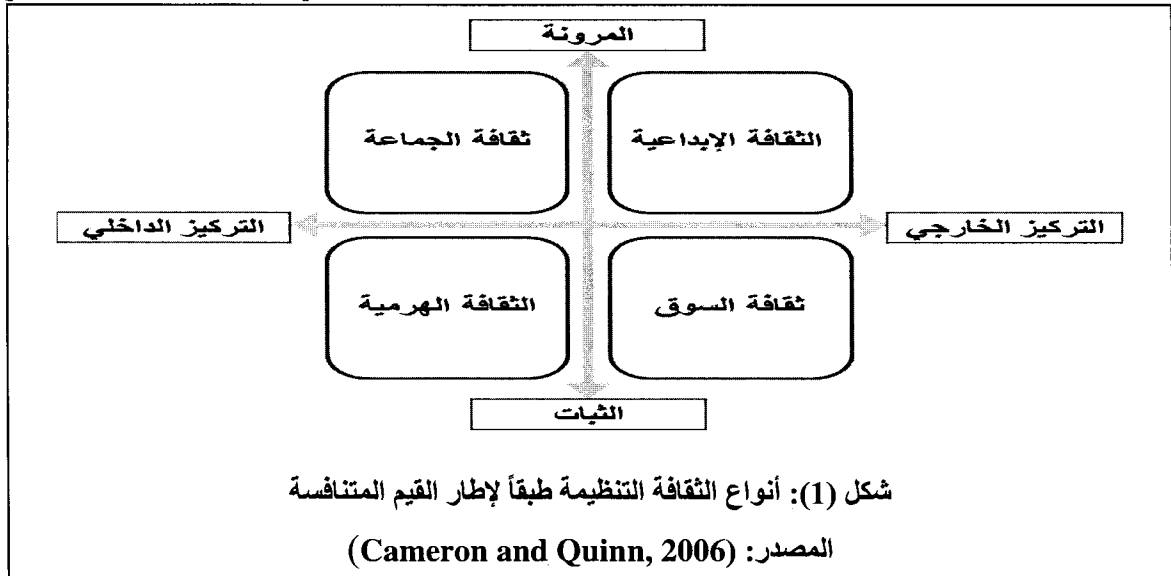 المرونة
الثقافة الإبداعية
ثقافة الجماعة
التركيز الخارجي
التركيز الداخلي
ثقافة السوق
الثقافة الهرمية
الثبات
شكل (1): أنواع الثقافة التنظيمة طبقاً لإطار القيم المتنافسة
المصدر: (Cameron and Quinn, 2006)